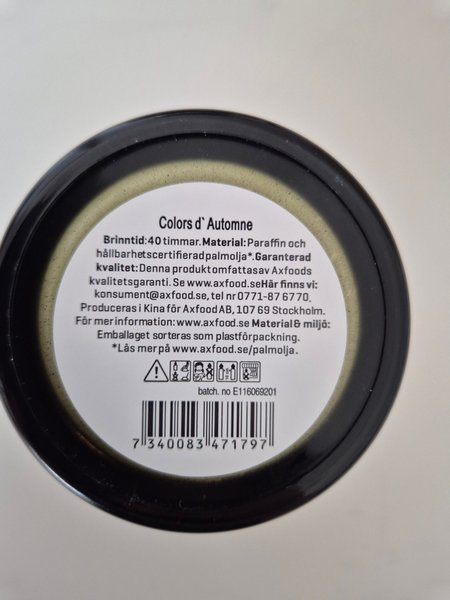 Colors d` Automne
Brinntid: 40 timmar. Material: Paraffin och
hållbarhetscertifierad palmolja*. Garanterad
kvalitet: Denna produkt omfattas av Axfoods
kvalitetsgaranti. Se www.axfood.se Här finns vi:
konsument@axfood.se, tel nr 0771-87 6770,
Produceras i Kina för Axfood AB, 107 69 Stockholm.
För mer information: www.axfood.se Material & miljö:
Emballaget sorteras som plastförpackning.
*Läs mer på www.axfood.se/palmolja.
batch. no E116069201
7 340083 471797